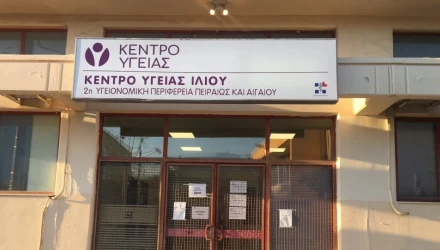 ΚΕΝΤΡΟ
ΥΓΕΙΑΣ
ΚΕΝΤΡΟ ΥΓΕΙΑΣ ΙΛΙΟΥ
2η ΥΓΕΙΟΝΟΜΙΚΗ ΠΕΡΙΦΕΡΕΙΑ ΠΕΙΡΑΙΩΣ ΚΑΙ ΑΙΓΑΙΟΥ